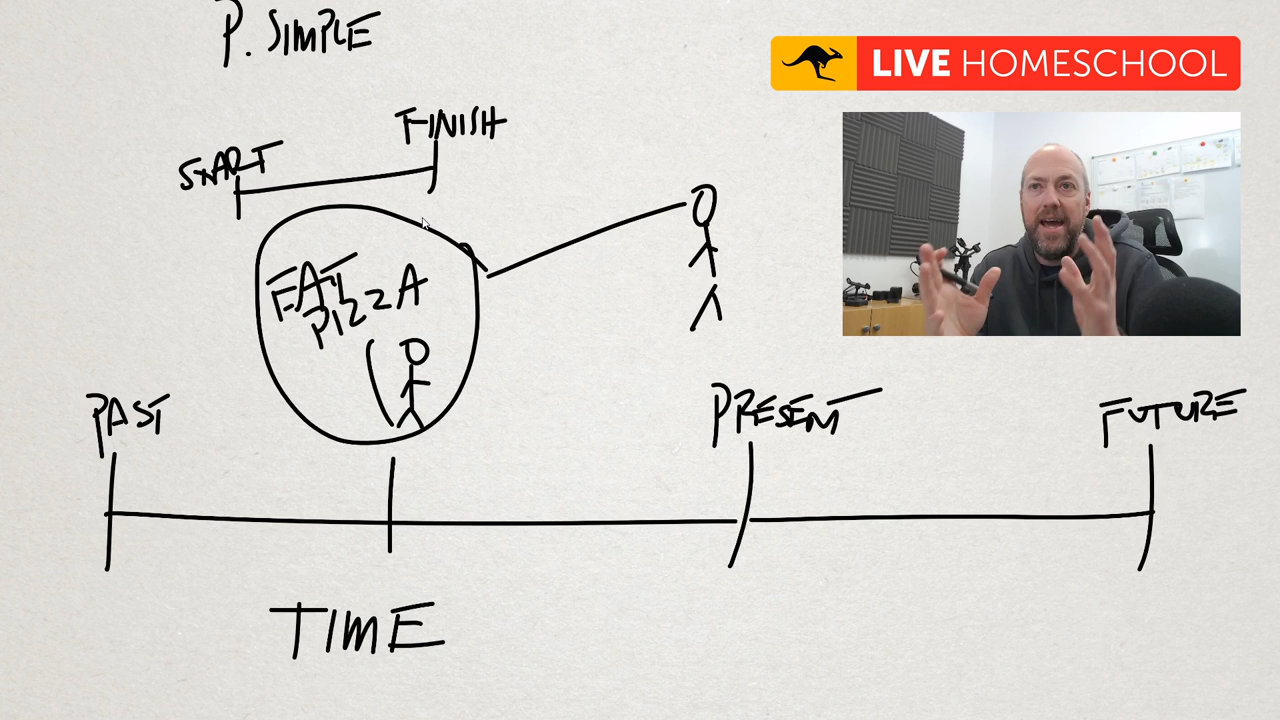 P. SIMPLE
LIVE HOMESCHOOL
FINISH
START
EAT
PIZZA
PAST
PRESENT
FUTURE
TIME